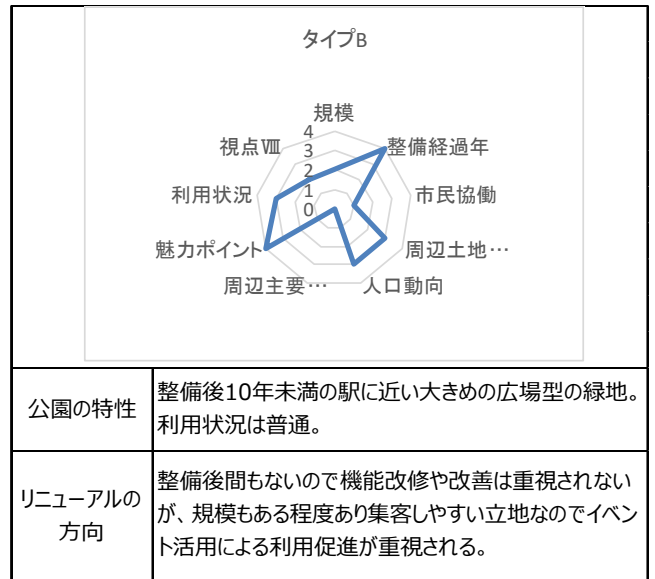 タイプB
規模
4
3
2
1
0
整備経過年
市民協働
周辺土地…
人口動向
周辺主要…
魅力ポイント
利用状況
視点Ⅷ
公園の特性
整備後10年未満の駅に近い大きめの広場型の緑地。
利用状況は普通。
リニューアルの
方向
整備後間もないので機能改修や改善は重視されない
が、規模もある程度あり集客しやすい立地なのでイベン
ト活用による利用促進が重視される。